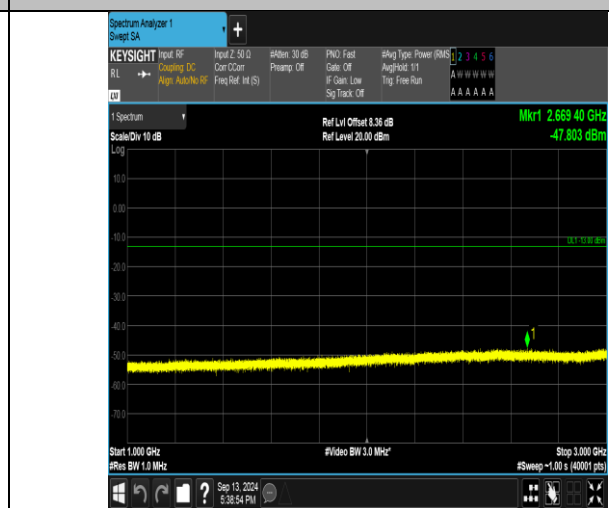 Spectrum Analyzer 1
Swept SA
+
KEYSIGHT Input: RF Input Z: 50 Ω #Atten: 30 dB PNO: Fast #Avg Type: Power (RMS 1 2 3 4 5 6
RL Coupling: DC Corr CCorr Preamp: Off Gate: Off Avg|Hold: 1/1 A W W W W W
Align: Auto/No RF Freq Ref: Int (S) IF Gain: Low Trig: Free Run
LXI Sig Track: Off A A A A A A
1 Spectrum Ref Lvl Offset 8.36 dB Mkr1 2.669 40 GHz
Scale/Div 10 dB Ref Level 20.00 dBm -47.803 dBm
Log
10.0
0.00
-10.0
DL1 -13.00 dBm
-20.0
-30.0
-40.0
1
-50.0
-60.0
-70.0
Start 1.000 GHz #Video BW 3.0 MHz* Stop 3.000 GHz
#Res BW 1.0 MHz #Sweep ~1.00 s (40001 pts)
? Sep 13, 2024
5:38:54 PM